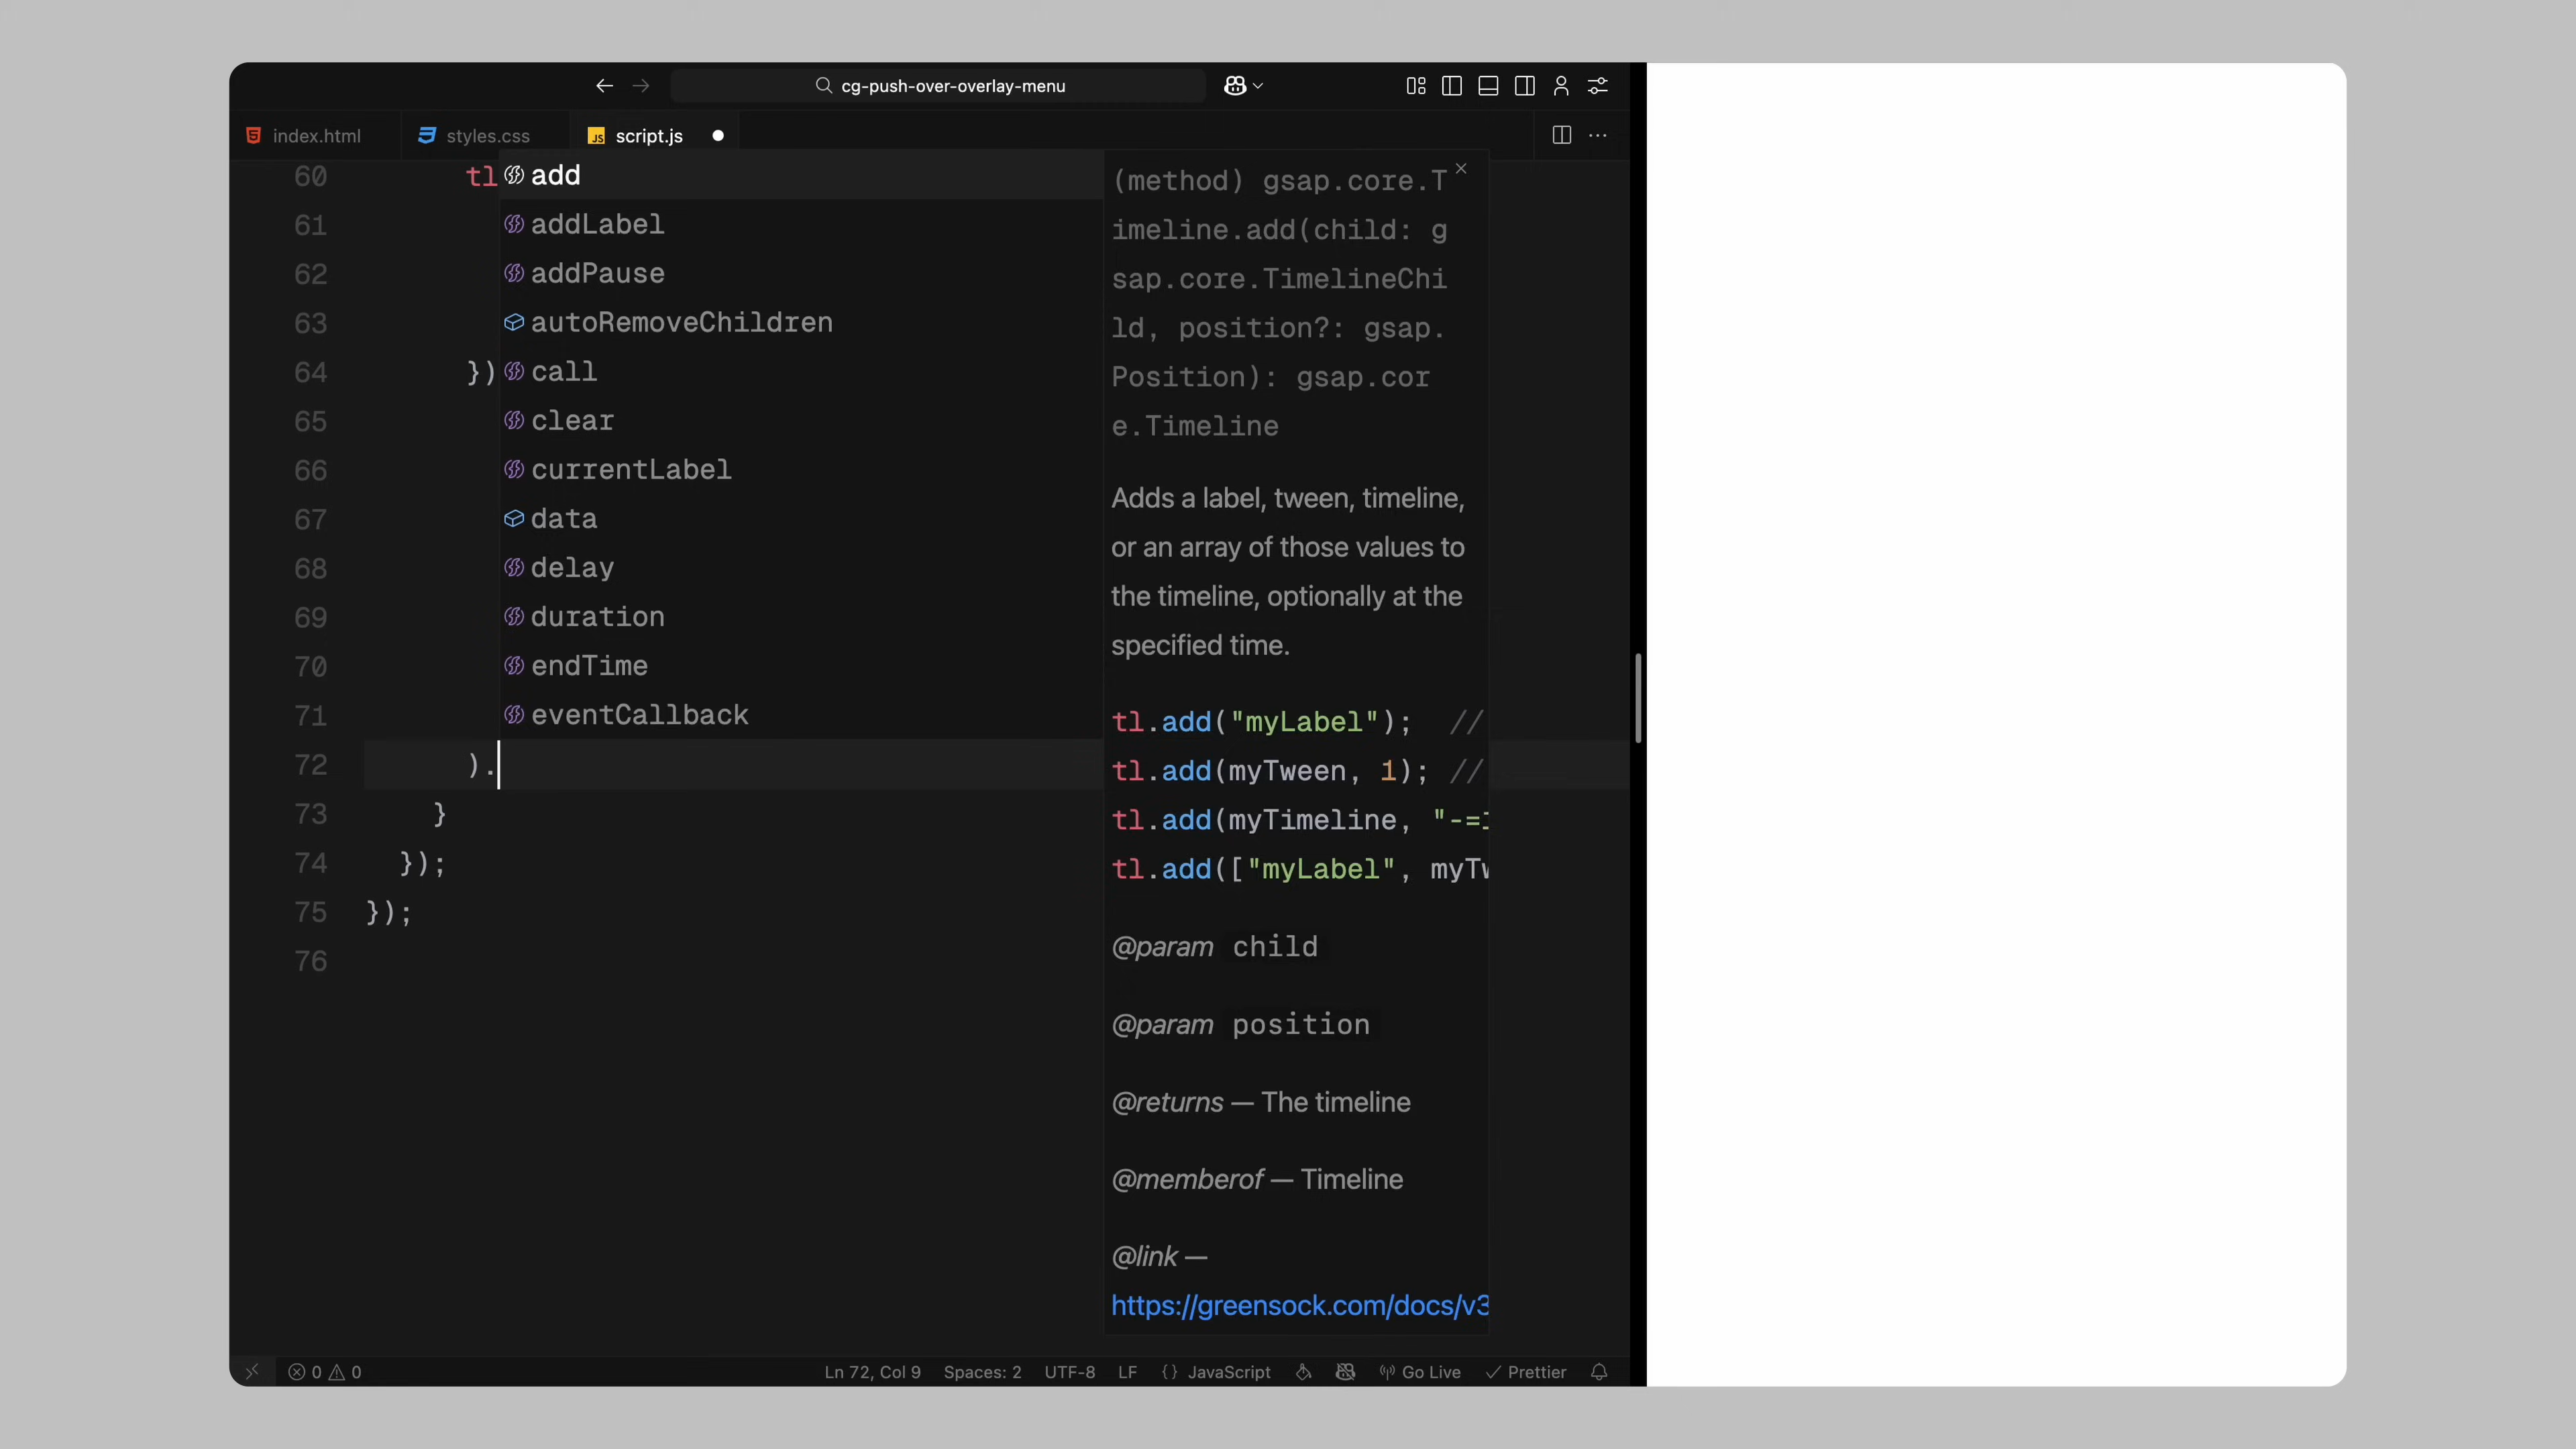 cg-push-over-overlay-menu
index.html
styles.css
script.js
60 tl
61
62
63
64 })
65
66
67
68
69
70
71
72 ).
73 }
74 });
75 });
76
add
addLabel
addPause
autoRemoveChildren
call
clear
currentLabel
data
delay
duration
endTime
eventCallback
(method) gsap.core.T
imeline.add(child: g
sap.core.TimelineChi
ld, position?: gsap.
Position): gsap.cor
e.Timeline
Adds a label, tween, timeline,
or an array of those values to
the timeline, optionally at the
specified time.
tl.add("myLabel"); //
tl.add(myTween, 1); //
tl.add(myTimeline, "-=
tl.add(["myLabel", myTw
@param child
@param position
@returns — The timeline
@memberof — Timeline
@link —
https://greensock.com/docs/v3
0 0
Ln 72, Col 9 Spaces: 2 UTF-8 LF {} JavaScript Go Live Prettier